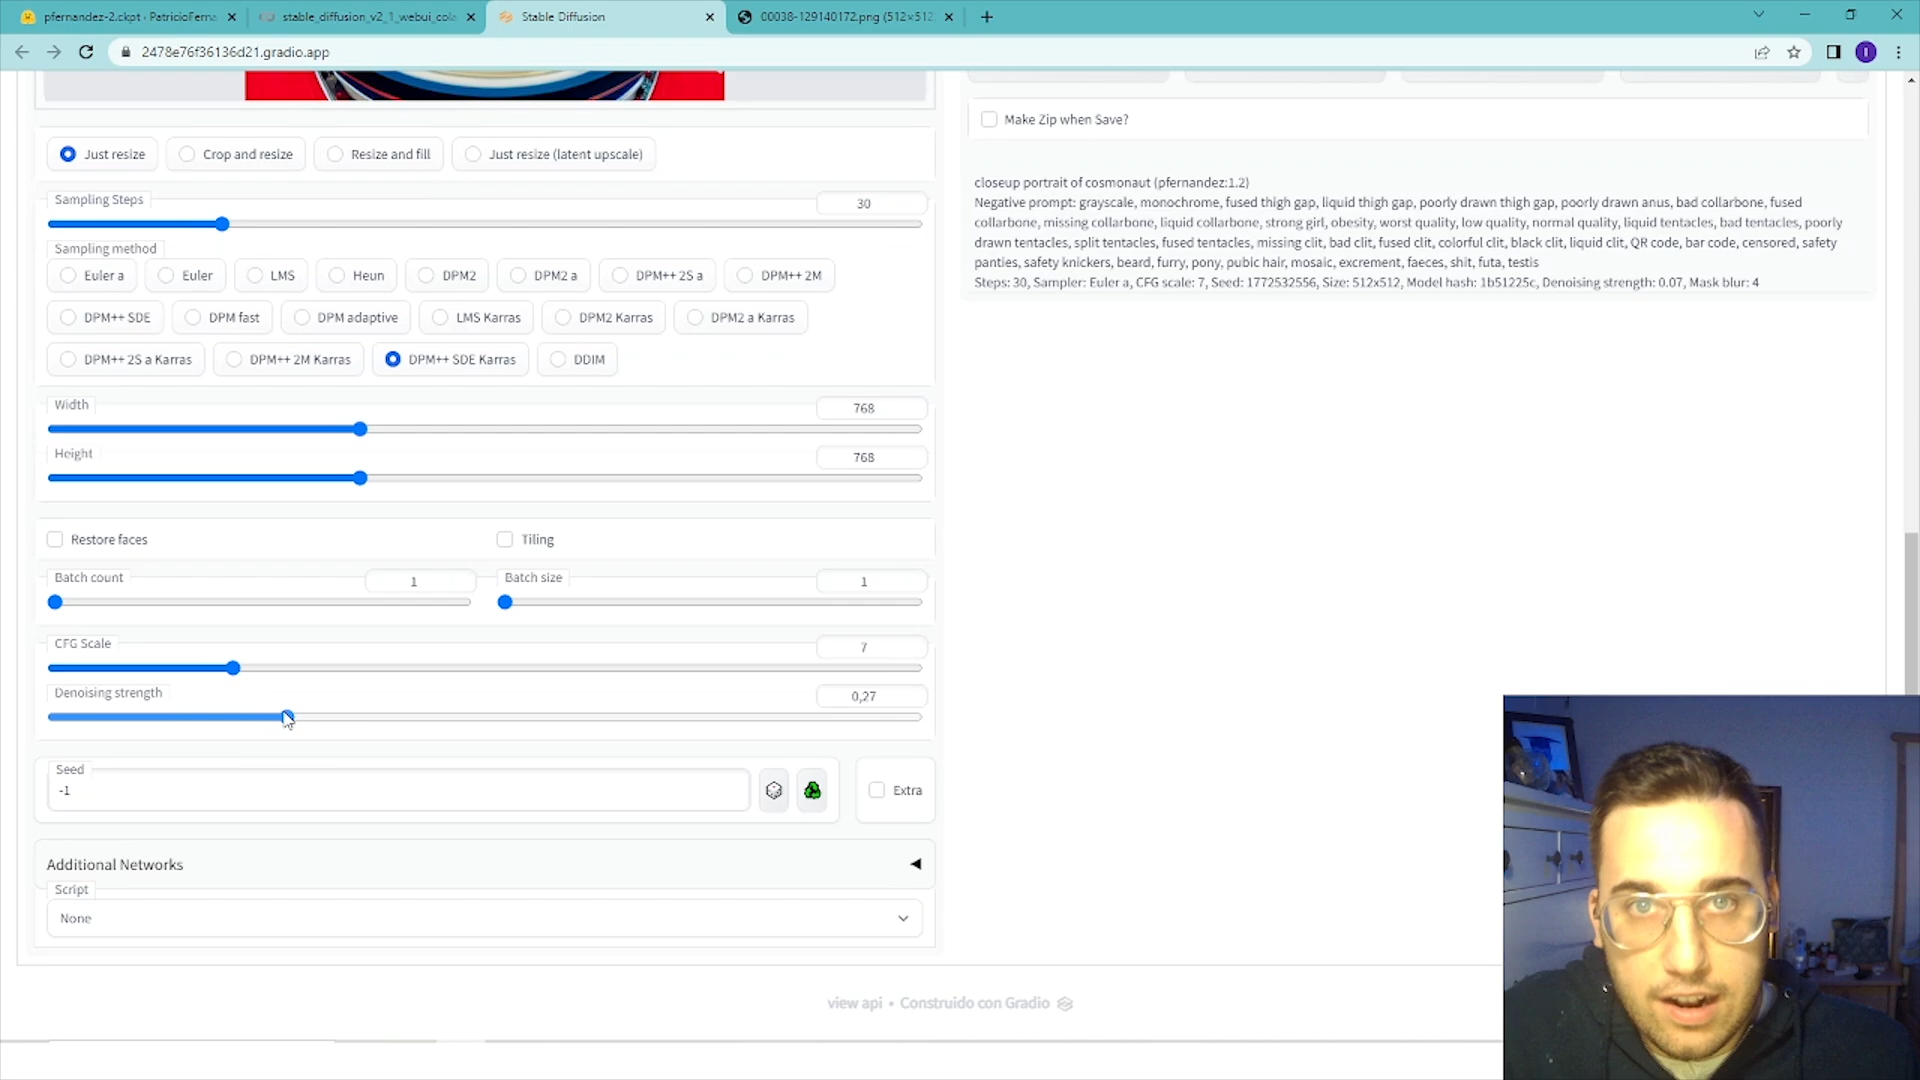 pfernandez-2.ckpt · PatricioFerna
stable_diffusion_v2_1_webui_cola
Stable Diffusion
00038-129140172.png (512×512
I
2478e76f36136d21.gradio.app
Make Zip when Save?
Just resize
Crop and resize
Resize and fill
Just resize (latent upscale)
closeup portrait of cosmonaut (pfernandez:1.2)
Negative prompt: grayscale, monochrome, fused thigh gap, liquid thigh gap, poorly drawn thigh gap, poorly drawn anus, bad collarbone, fused
collarbone, missing collarbone, liquid collarbone, strong girl, obesity, worst quality, low quality, normal quality, liquid tentacles, bad tentacles, poorly
drawn tentacles, split tentacles, fused tentacles, missing clit, bad clit, fused clit, colorful clit, black clit, liquid clit, QR code, bar code, censored, safety
panties, safety knickers, beard, furry, pony, pubic hair, mosaic, excrement, faeces, shit, futa, testis
Steps: 30, Sampler: Euler a, CFG scale: 7, Seed: 1772532556, Size: 512x512, Model hash: 1b51225c, Denoising strength: 0.07, Mask blur: 4
Sampling Steps
30
Sampling method
Euler a
Euler
LMS
Heun
DPM2
DPM2 a
DPM++ 2S a
DPM++ 2M
DPM++ SDE
DPM fast
DPM adaptive
LMS Karras
DPM2 Karras
DPM2 a Karras
DPM++ 2S a Karras
DPM++ 2M Karras
DPM++ SDE Karras
DDIM
Width
768
Height
768
Restore faces
Tiling
Batch count
1
Batch size
1
CFG Scale
7
Denoising strength
0,27
Seed
-1
Extra
Additional Networks
Script
None
view api • Construido con Gradio